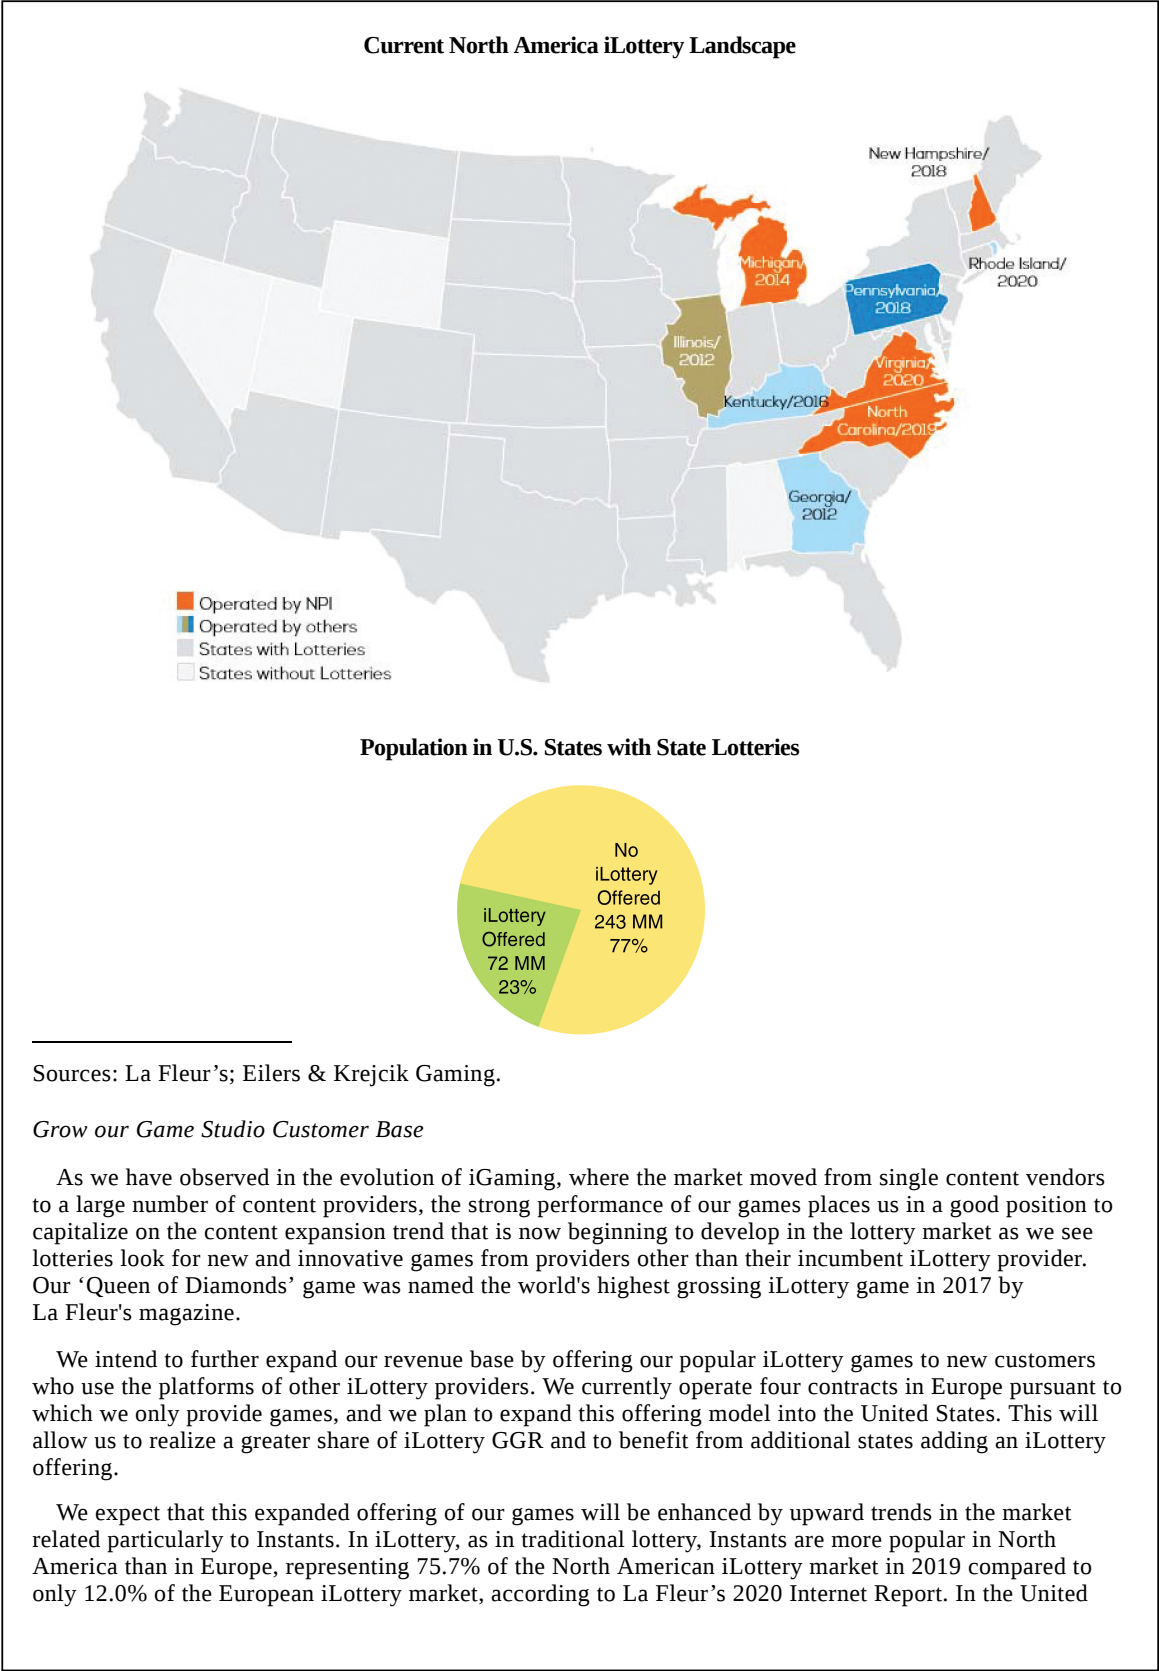 Current North America iLottery Landscape
New Hampshire/
2018
Michigan/
2014
Rhode Island/
2020
Pennsylvania/
2018
Illinois/
2012
Virginia/
2020
Kentucky/2016
North
Carolina/2019
Georgia/
2012
Operated by NPI
Operated by others
States with Lotteries
States without Lotteries
Population in U.S. States with State Lotteries
No
iLottery
Offered
243 MM
77%
iLottery
Offered
72 MM
23%
Sources: La Fleur’s; Eilers & Krejcik Gaming.
Grow our Game Studio Customer Base
As we have observed in the evolution of iGaming, where the market moved from single content vendors
to a large number of content providers, the strong performance of our games places us in a good position to
capitalize on the content expansion trend that is now beginning to develop in the lottery market as we see
lotteries look for new and innovative games from providers other than their incumbent iLottery provider.
Our ‘Queen of Diamonds’ game was named the world's highest grossing iLottery game in 2017 by
La Fleur's magazine.
We intend to further expand our revenue base by offering our popular iLottery games to new customers
who use the platforms of other iLottery providers. We currently operate four contracts in Europe pursuant to
which we only provide games, and we plan to expand this offering model into the United States. This will
allow us to realize a greater share of iLottery GGR and to benefit from additional states adding an iLottery
offering.
We expect that this expanded offering of our games will be enhanced by upward trends in the market
related particularly to Instants. In iLottery, as in traditional lottery, Instants are more popular in North
America than in Europe, representing 75.7% of the North American iLottery market in 2019 compared to
only 12.0% of the European iLottery market, according to La Fleur’s 2020 Internet Report. In the United